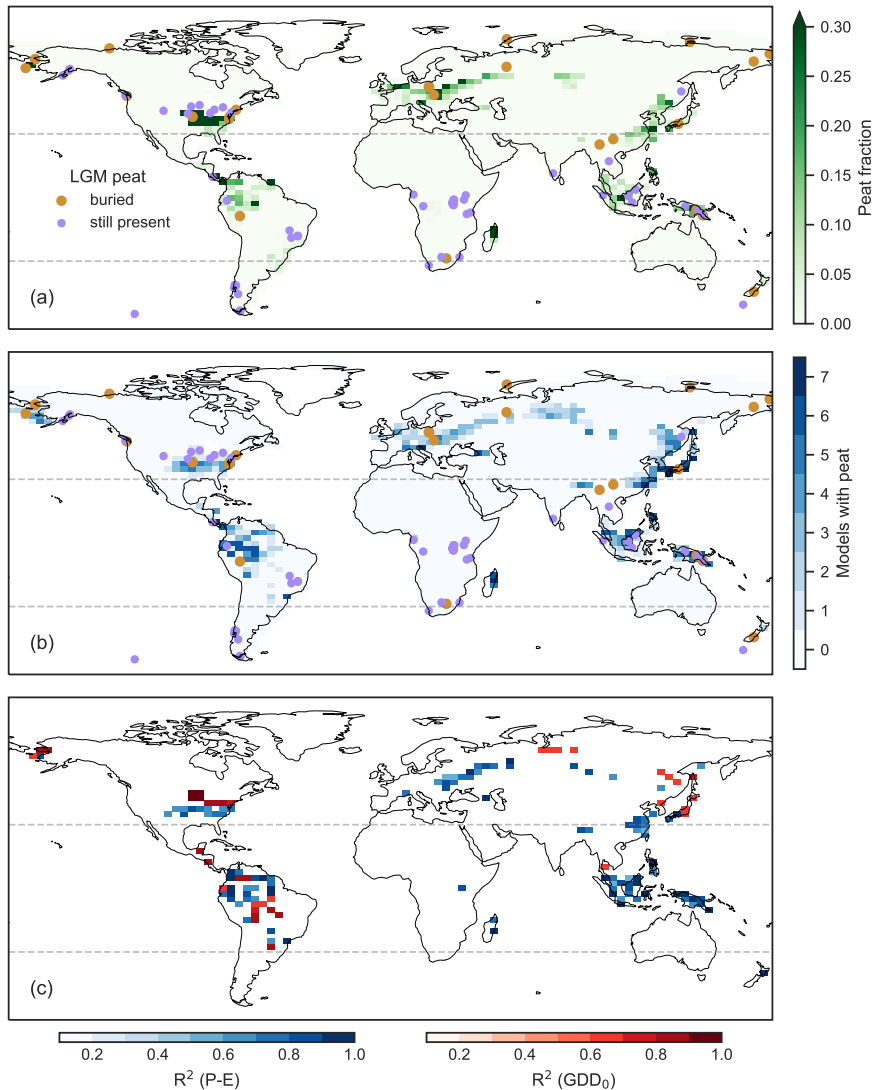 LGM peat
buried
still present
(a)
0.30
0.25
0.20
0.15
0.10
0.05
0.00
Peat fraction
(b)
7
6
5
4
3
2
1
0
Models with peat
(c)
0.2 0.4 0.6 0.8 1.0
R² (P-E)
0.2 0.4 0.6 0.8 1.0
R² (GDD₀)